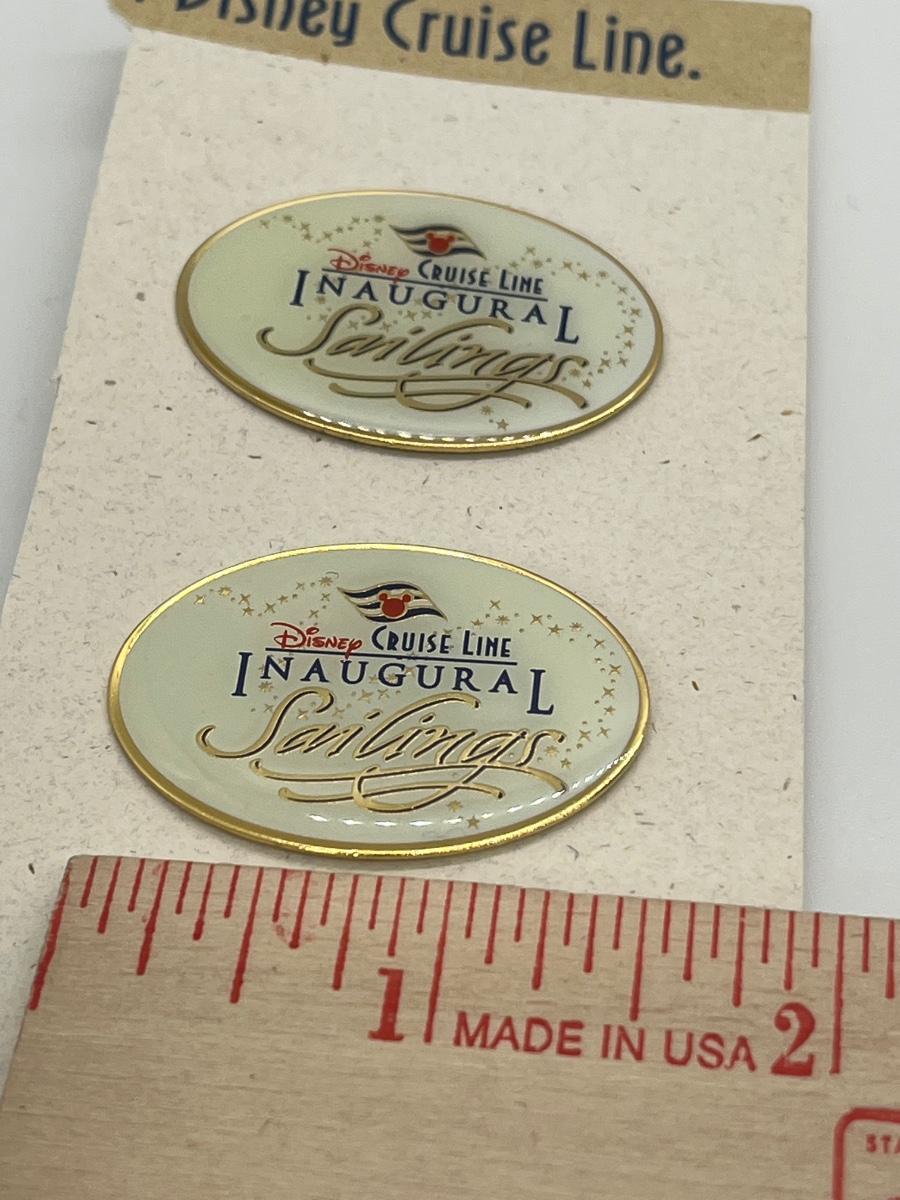 Disney Cruise Line.
Disney Cruise Line
Inaugural
Sailings
Disney Cruise Line
Inaugural
Sailings
1 MADE IN USA 2